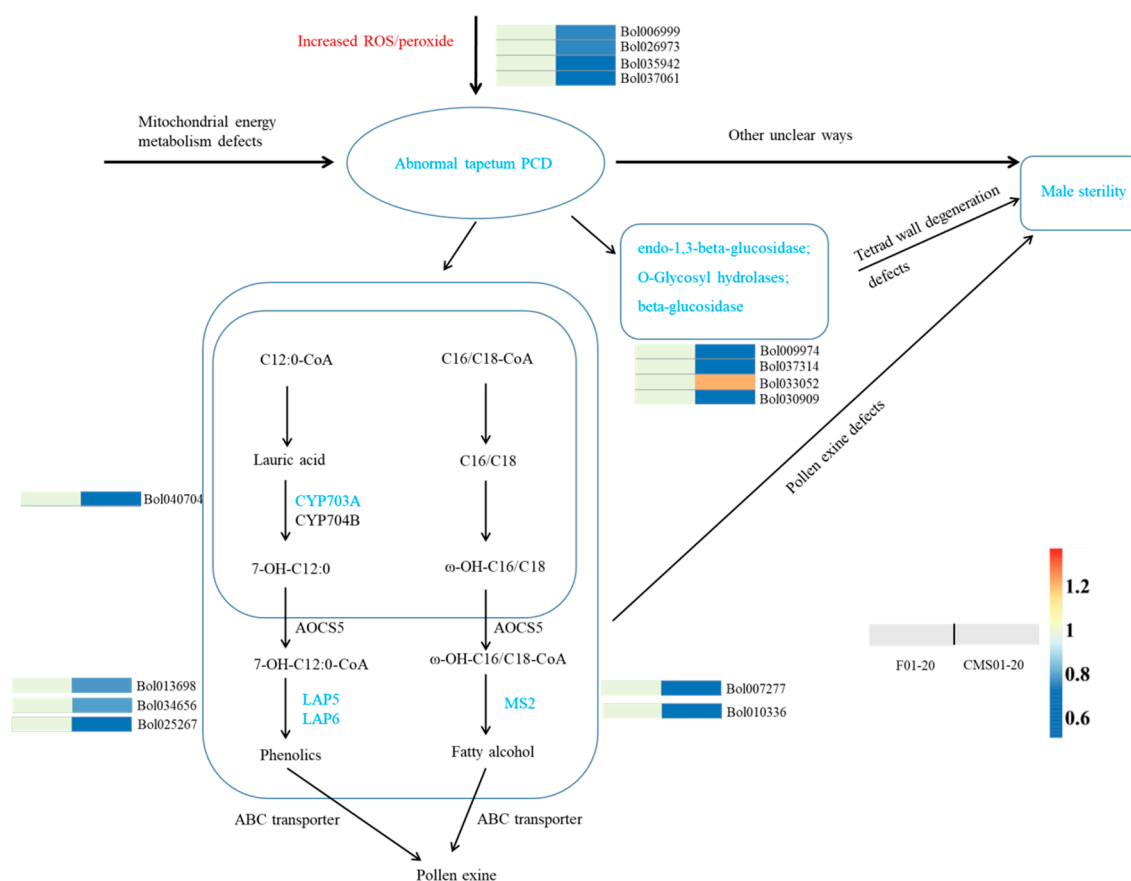 Increased ROS/peroxide
Bol006999
Bol026973
Bol035942
Bol037061
Mitochondrial energy
metabolism defects
Abnormal tapetum PCD
Other unclear ways
Male sterility
endo-1,3-beta-glucosidase;
O-Glycosyl hydrolases;
beta-glucosidase
Tetrad wall degeneration
defects
Bol009974
Bol037314
Bol033052
Bol030909
C12:0-CoA
C16/C18-CoA
Pollen exine defects
Lauric acid
C16/C18
Bol040704
CYP703A
CYP704B
7-OH-C12:0
ω-OH-C16/C18
AOCS5
AOCS5
7-OH-C12:0-CoA
ω-OH-C16/C18-CoA
1.2
1
0.8
0.6
F01-20
CMS01-20
Bol013698
Bol034656
Bol025267
LAP5
LAP6
MS2
Bol007277
Bol010336
Phenolics
Fatty alcohol
ABC transporter
ABC transporter
Pollen exine